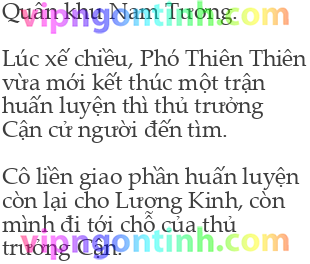 Quân khu Nam Tương.
Lúc xế chiều, Phó Thiên Thiên
vừa mới kết thúc một trận
huấn luyện thì thủ trưởng
Cận cử người đến tìm.
Cô liền giao phần huấn luyện
còn lại cho Lương Kinh, còn
mình đi tới chỗ của thủ
trưởng Cận.
vipngontinh.com
vipngontinh.com